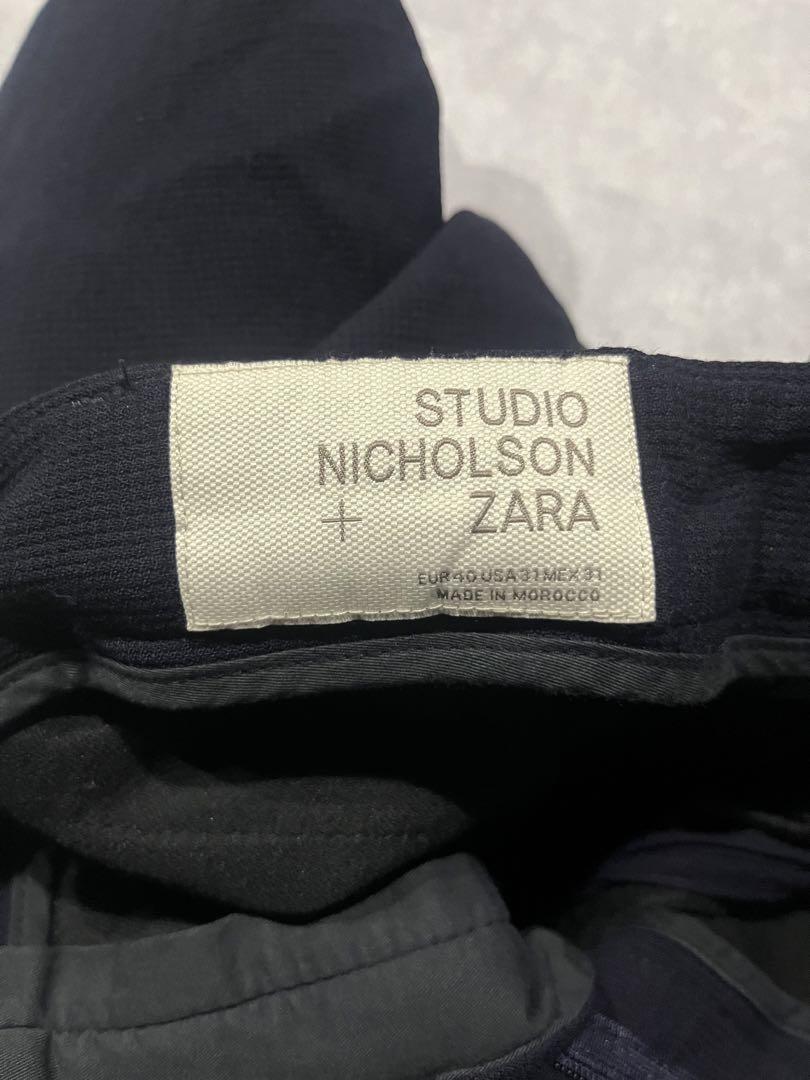 STUDIO
NICHOLSON
+ ZARA
EUR 40 USA 31 MEX 31
MADE IN MOROCCO